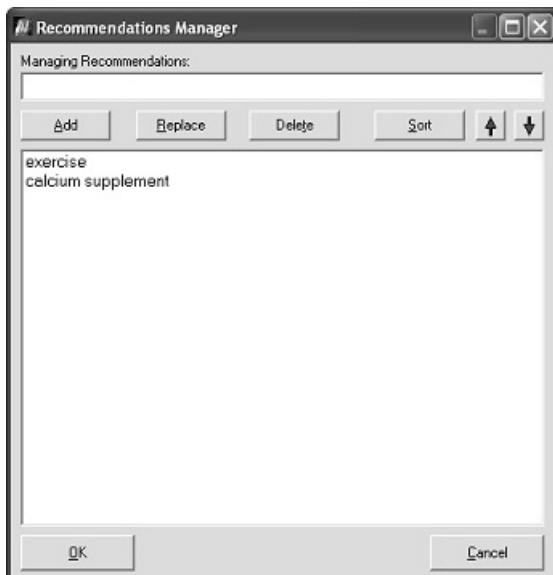 Recommendations Manager
Managing Recommendations:
Add Replace Delete Sort
exercise
calcium supplement
OK Cancel